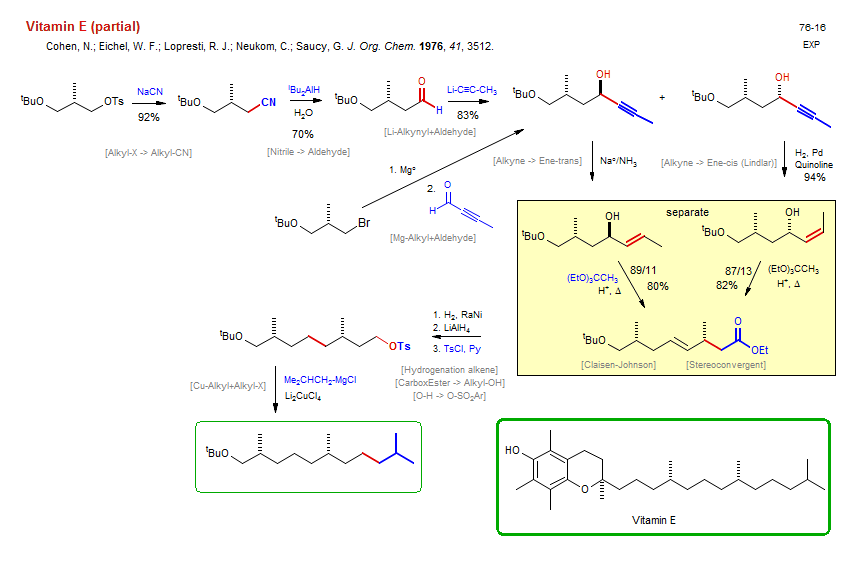 Vitamin E (partial)
76-16
Cohen, N.; Eichel, W. F.; Lopresti, R. J.; Neukom, C.; Saucy, G. J. Org. Chem. 1976, 41, 3512.
EXP
ᵗBuO
OTs
NaCN
92%
[Alkyl-X -> Alkyl-CN]
ᵗBuO
CN
ⁱBu₂AlH
H₂O
70%
[Nitrile -> Aldehyde]
ᵗBuO
O
H
[Li-Alkynyl+Aldehyde]
Li-C≡C-CH₃
83%
ᵗBuO
OH
+
ᵗBuO
OH
[Alkyne -> Ene-trans]
Na°/NH₃
[Alkyne -> Ene-cis (Lindlar)]
H₂, Pd
Quinoline
94%
1. Mg°
2.
O
H
[Mg-Alkyl+Aldehyde]
ᵗBuO
Br
separate
ᵗBuO
OH
ᵗBuO
OH
(EtO)₃CCH₃
H⁺, Δ
89/11
80%
87/13
82%
(EtO)₃CCH₃
H⁺, Δ
ᵗBuO
O
OEt
[Claisen-Johnson]
[Stereoconvergent]
1. H₂, RaNi
2. LiAlH₄
3. TsCl, Py
[Hydrogenation alkene]
[CarboxEster -> Alkyl-OH]
[O-H -> O-SO₂Ar]
ᵗBuO
OTs
[Cu-Alkyl+Alkyl-X]
Me₂CHCH₂-MgCl
Li₂CuCl₄
ᵗBuO
HO
O
Vitamin E